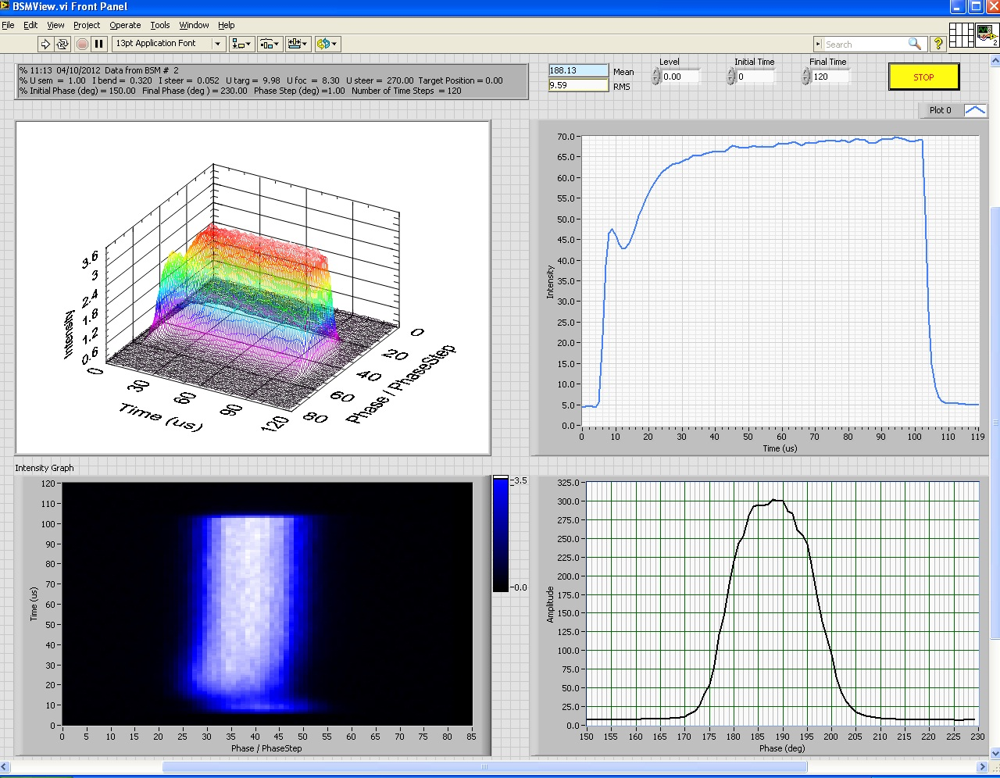 BSMView.vi Front Panel
File Edit View Project Operate Tools Window Help
13pt Application Font
Search
2
% 11:13 04/10/2012 Data from BSM # 2
% U sem = 1.00 I bend = 0.320 I steer = 0.052 U targ = 9.98 U foc = 8.30 U steer = 270.00 Target Position = 0.00
% Initial Phase (deg) = 150.00 Final Phase (deg ) = 230.00 Phase Step (deg) =1.00 Number of Time Steps = 120
188.13 Mean
9.59 RMS
Level
0.00
Initial Time
0
Final Time
120
STOP
Plot 0
3.6
3
2.4
1.8
1.2
0.6
Intensity
0 30 60 90 120
Time (us)
0 20 40 60 80
Phase / PhaseStep
70.0
65.0
60.0
55.0
50.0
45.0
40.0
35.0
30.0
25.0
20.0
15.0
10.0
5.0
0.0
Intensity
0 10 20 30 40 50 60 70 80 90 100 110 119
Time (us)
Intensity Graph
120
110
100
90
80
70
60
50
40
30
20
10
0
Time (us)
0 5 10 15 20 25 30 35 40 45 50 55 60 65 70 75 80 85
Phase / PhaseStep
3.5
0.0
325.0
300.0
275.0
250.0
225.0
200.0
175.0
150.0
125.0
100.0
75.0
50.0
25.0
0.0
Amplitude
150 155 165 170 175 180 185 190 195 200 205 210 215 220 225 230
Phase (deg)